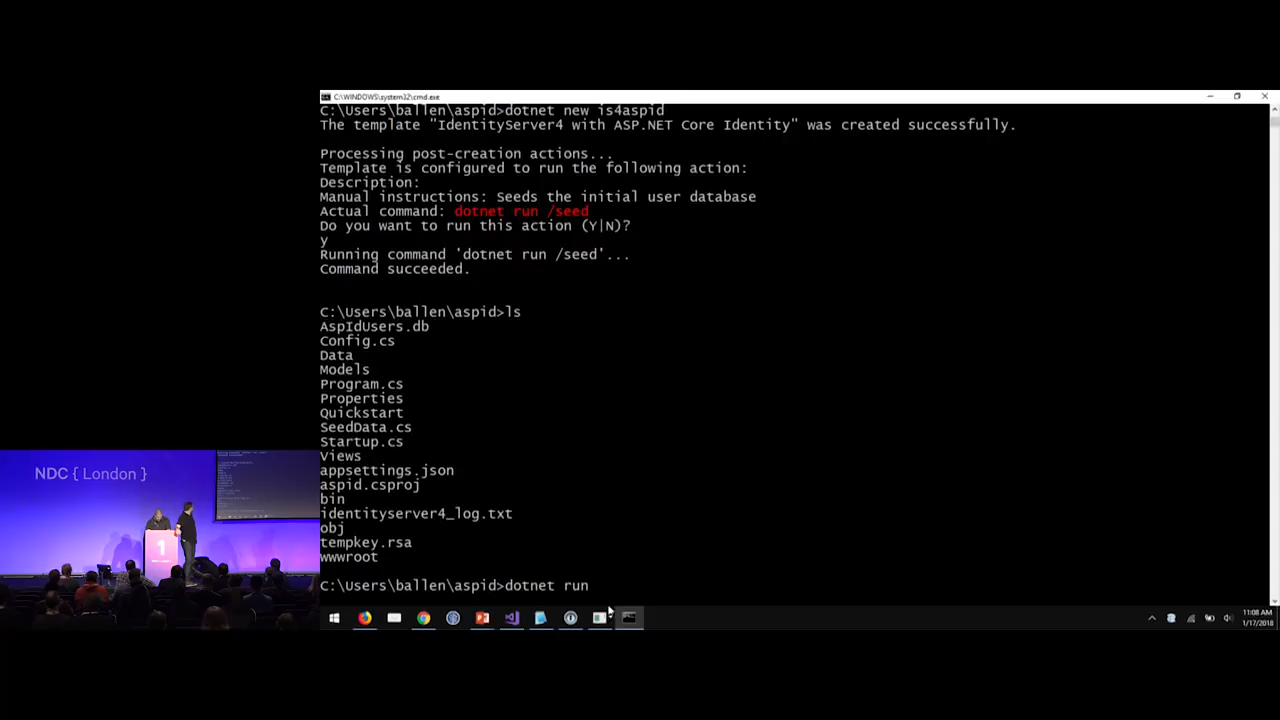 C:\WINDOWS\system32\cmd.exe
C:\Users\ballen\aspid>dotnet new is4aspid
The template "IdentityServer4 with ASP.NET Core Identity" was created successfully.
Processing post-creation actions...
Template is configured to run the following action:
Description:
Manual instructions: Seeds the initial user database
Actual command: dotnet run /seed
Do you want to run this action (Y|N)?
y
Running command 'dotnet run /seed'...
Command succeeded.
C:\Users\ballen\aspid>ls
AspIdUsers.db
Config.cs
Data
Models
Program.cs
Properties
Quickstart
SeedData.cs
Startup.cs
Views
appsettings.json
aspid.csproj
bin
identityserver4_log.txt
obj
tempkey.rsa
wwwroot
C:\Users\ballen\aspid>dotnet run
11:08 AM
1/17/2018
NDC { London }
1